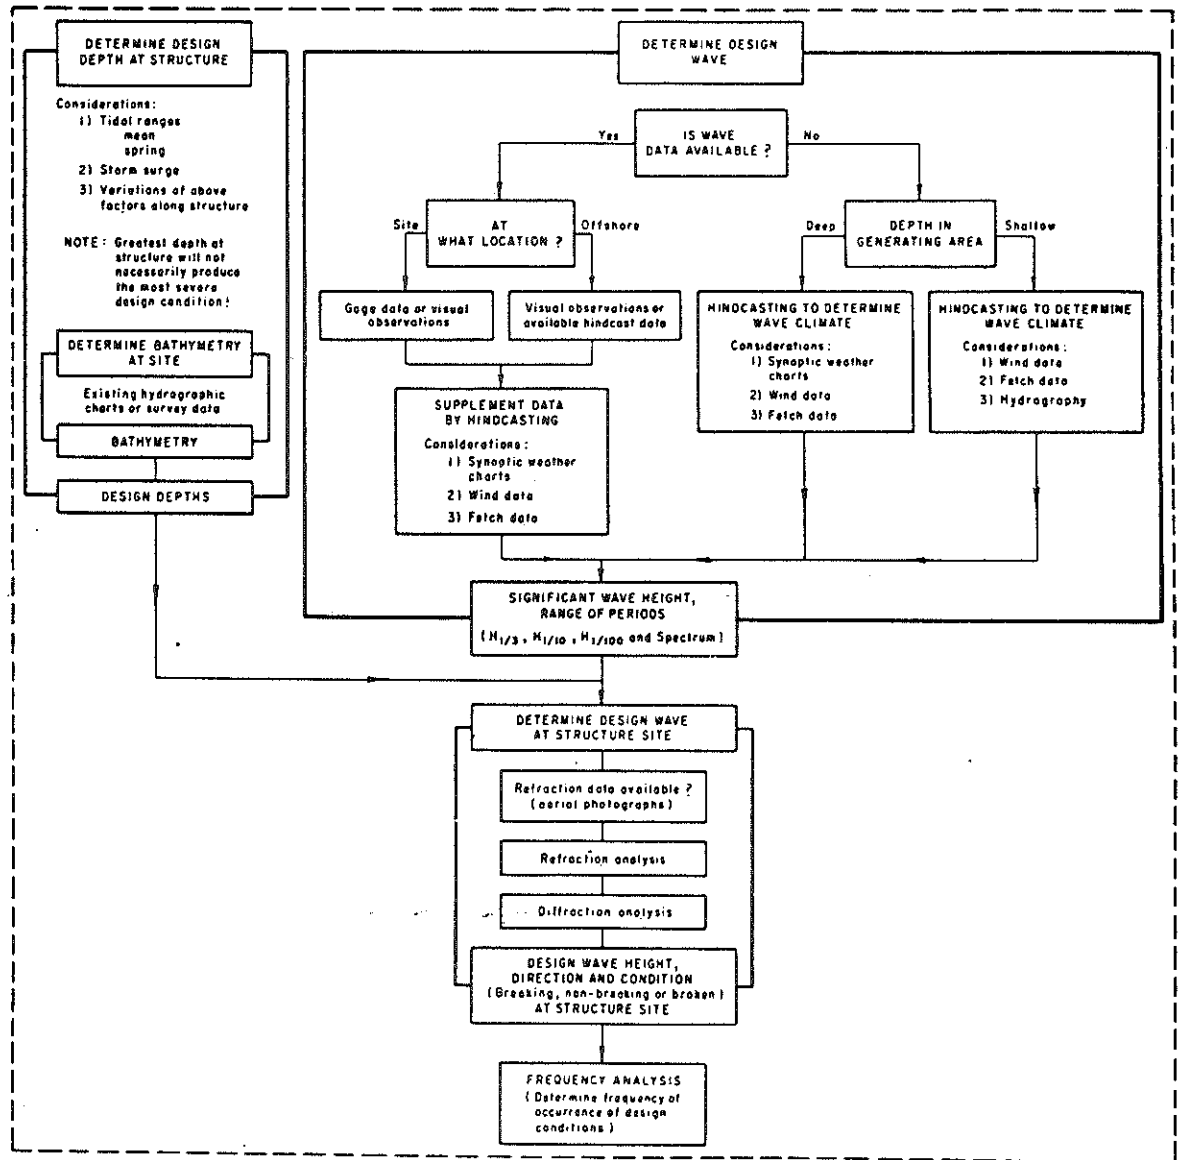 DETERMINE DESIGN
DEPTH AT STRUCTURE
Considerations:
1) Tidal ranges
mean
spring
2) Storm surge
3) Variations of above
factors along structure
NOTE: Greatest depth at
structure will not
necessarily produce
the most severe
design condition!
DETERMINE BATHYMETRY
AT SITE
Existing hydrographic
charts or survey data
BATHYMETRY
DESIGN DEPTHS
DETERMINE DESIGN
WAVE
IS WAVE
DATA AVAILABLE ?
Yes
No
AT
WHAT LOCATION ?
Site
Offshore
DEPTH IN
GENERATING AREA
Deep
Shallow
Gage data or visual
observations
Visual observations or
available hindcast data
SUPPLEMENT DATA
BY HINDCASTING
Considerations:
1) Synoptic weather
charts
2) Wind data
3) Fetch data
HINDCASTING TO DETERMINE
WAVE CLIMATE
Considerations:
1) Synoptic weather
charts
2) Wind data
3) Fetch data
HINDCASTING TO DETERMINE
WAVE CLIMATE
Considerations:
1) Wind data
2) Fetch data
3) Hydrography
SIGNIFICANT WAVE HEIGHT,
RANGE OF PERIODS
(H1/3, H1/10, H1/100 and Spectrum)
DETERMINE DESIGN WAVE
AT STRUCTURE SITE
Refraction data available ?
(aerial photographs)
Refraction analysis
Diffraction analysis
DESIGN WAVE HEIGHT,
DIRECTION AND CONDITION
(Breaking, non-breaking or broken)
AT STRUCTURE SITE
FREQUENCY ANALYSIS
(Determine frequency of
occurrence of design
conditions)